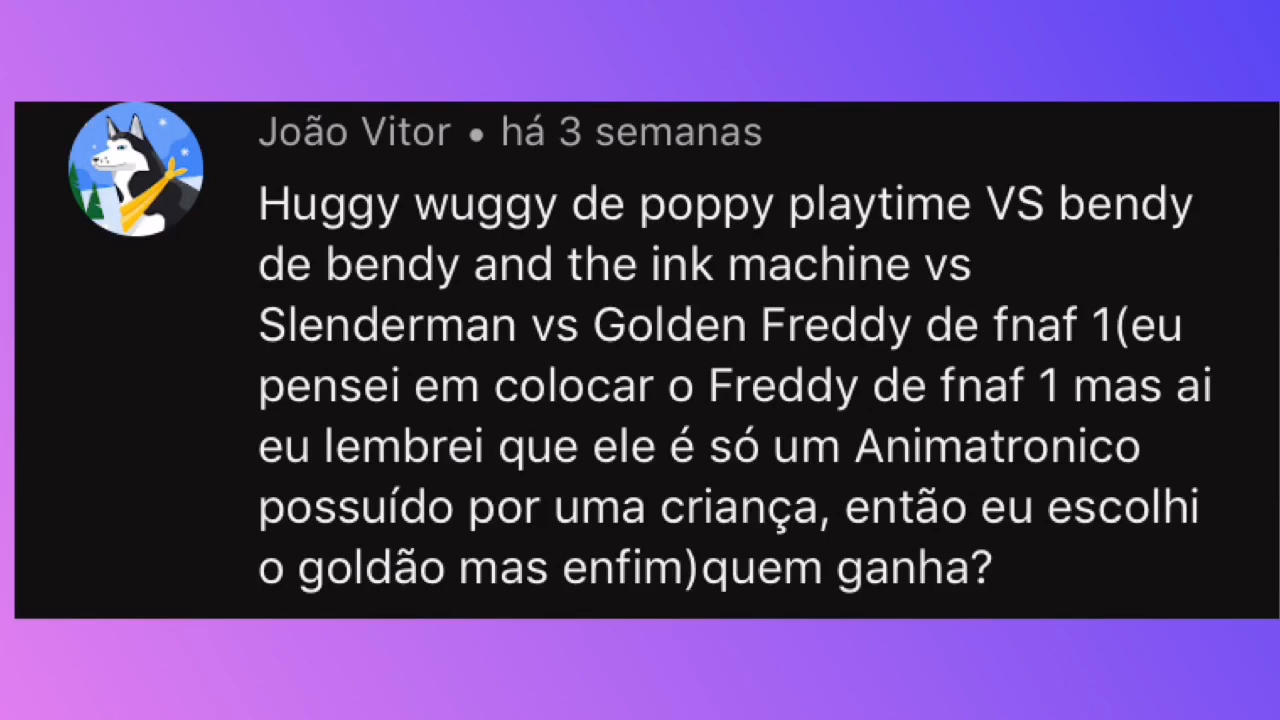 João Vitor • há 3 semanas
Huggy wuggy de poppy playtime VS bendy
de bendy and the ink machine vs
Slenderman vs Golden Freddy de fnaf 1(eu
pensei em colocar o Freddy de fnaf 1 mas ai
eu lembrei que ele é só um Animatronico
possuído por uma criança, então eu escolhi
o goldão mas enfim)quem ganha?